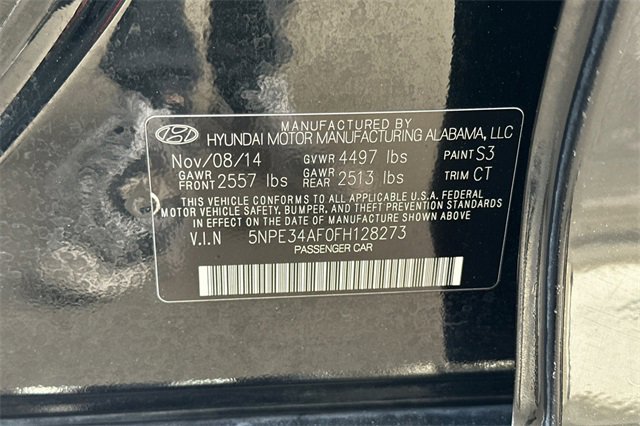 MANUFACTURED BY
HYUNDAI MOTOR MANUFACTURING ALABAMA, LLC
Nov/08/14 GVWR 4497 lbs PAINT S3
GAWR FRONT 2557 lbs GAWR REAR 2513 lbs TRIM CT
THIS VEHICLE CONFORMS TO ALL APPLICABLE U.S.A. FEDERAL
MOTOR VEHICLE SAFETY, BUMPER, AND THEFT PREVENTION STANDARDS
IN EFFECT ON THE DATE OF MANUFACTURE SHOWN ABOVE.
V.I.N 5NPE34AF0FH128273
PASSENGER CAR